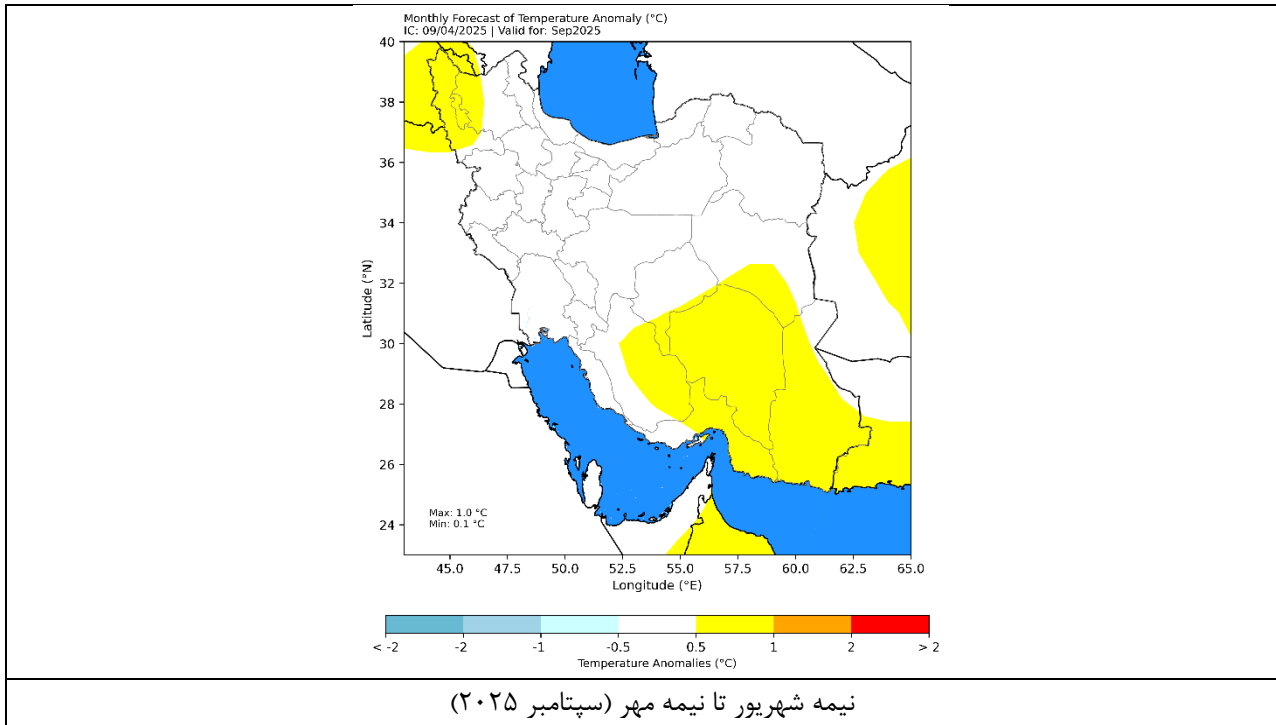 Monthly Forecast of Temperature Anomaly (°C)
IC: 09/04/2025 | Valid for: Sep2025
40
38
36
34
32
30
28
26
24
Latitude (°N)
Max: 1.0 °C
Min: 0.1 °C
45.0 47.5 50.0 52.5 55.0 57.5 60.0 62.5 65.0
Longitude (°E)
< -2 -2 -1 -0.5 0.5 1 2 > 2
Temperature Anomalies (°C)
نیمه شهریور تا نیمه مهر (سپتامبر ۲۰۲۵)